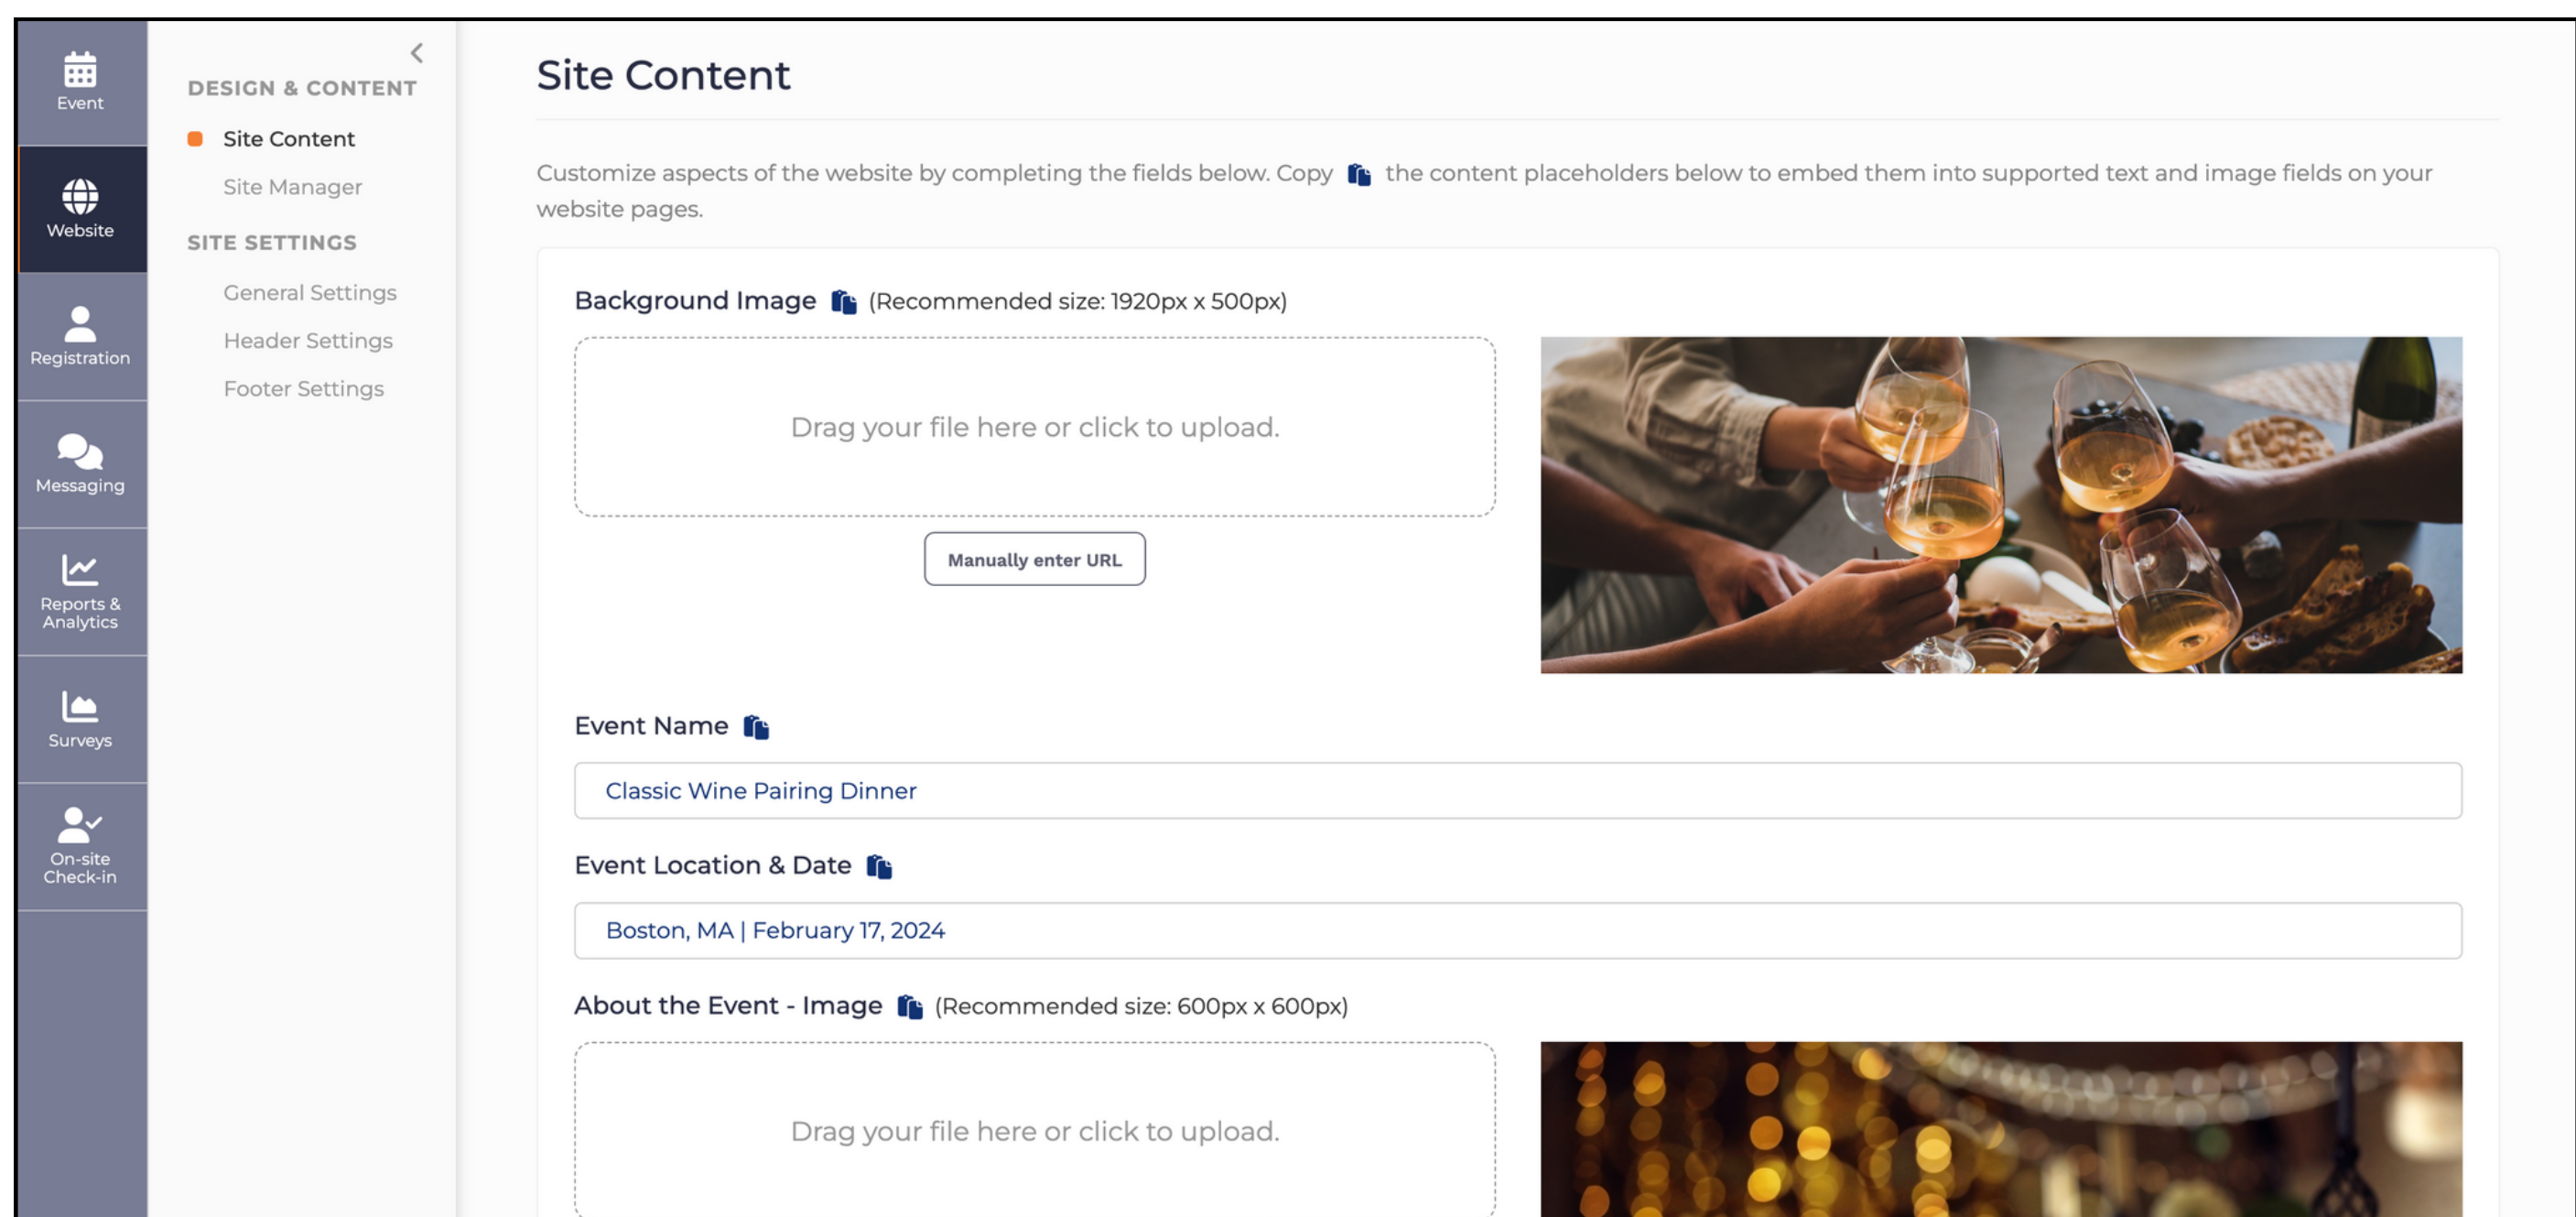 Event
Website
Registration
Messaging
Reports &
Analytics
Surveys
On-site
Check-in
DESIGN & CONTENT
Site Content
Site Manager
SITE SETTINGS
General Settings
Header Settings
Footer Settings
Site Content
Customize aspects of the website by completing the fields below. Copy the content placeholders below to embed them into supported text and image fields on your
website pages.
Background Image (Recommended size: 1920px x 500px)
Drag your file here or click to upload.
Manually enter URL
Event Name
Classic Wine Pairing Dinner
Event Location & Date
Boston, MA | February 17, 2024
About the Event - Image (Recommended size: 600px x 600px)
Drag your file here or click to upload.